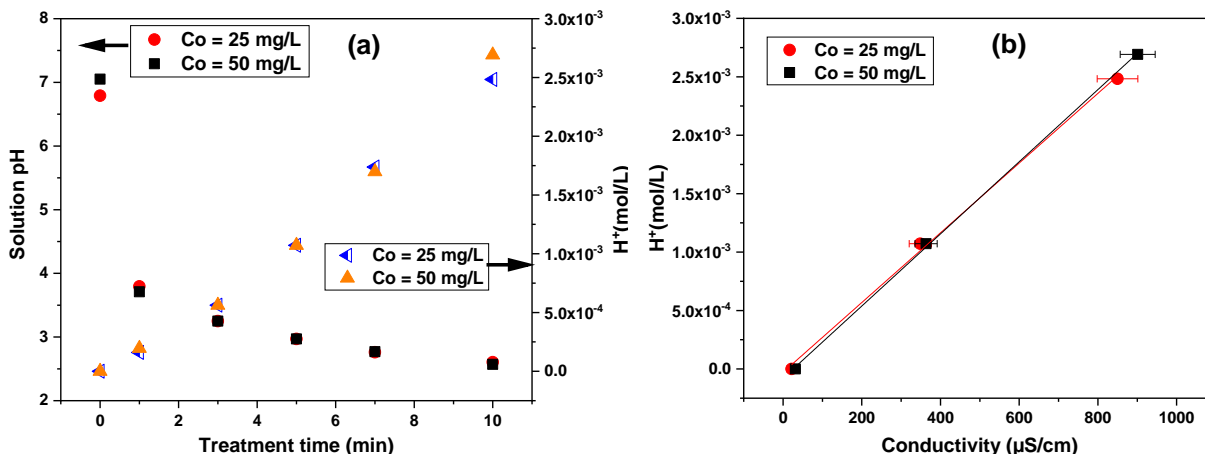 8
7
6
5
4
3
2
Solution pH
Co = 25 mg/L
Co = 50 mg/L
(a)
Co = 25 mg/L
Co = 50 mg/L
3.0x10⁻³
2.5x10⁻³
2.0x10⁻³
1.5x10⁻³
1.0x10⁻³
5.0x10⁻⁴
0.0
H⁺(mol/L)
0 2 4 6 8 10
Treatment time (min)
3.0x10⁻³
2.5x10⁻³
2.0x10⁻³
1.5x10⁻³
1.0x10⁻³
5.0x10⁻⁴
0.0
H⁺(mol/L)
Co = 25 mg/L
Co = 50 mg/L
(b)
0 200 400 600 800 1000
Conductivity (µS/cm)